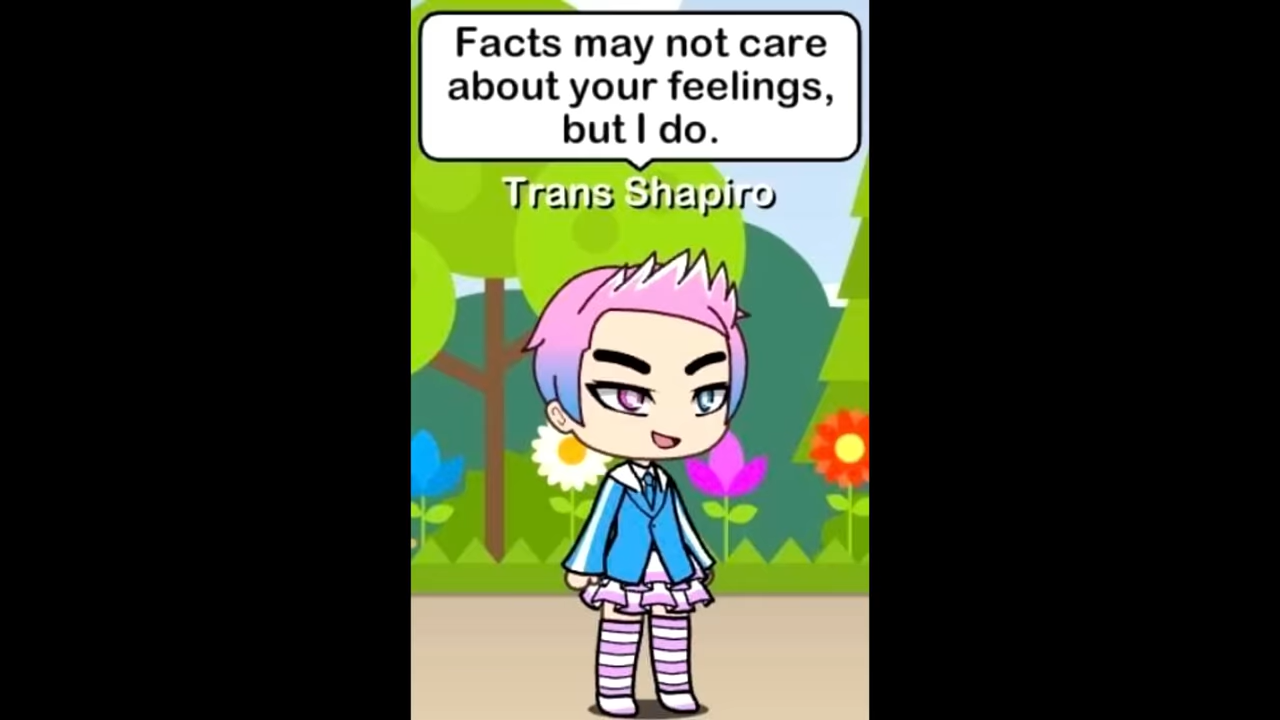 Facts may not care
about your feelings,
but I do.
Trans Shapiro